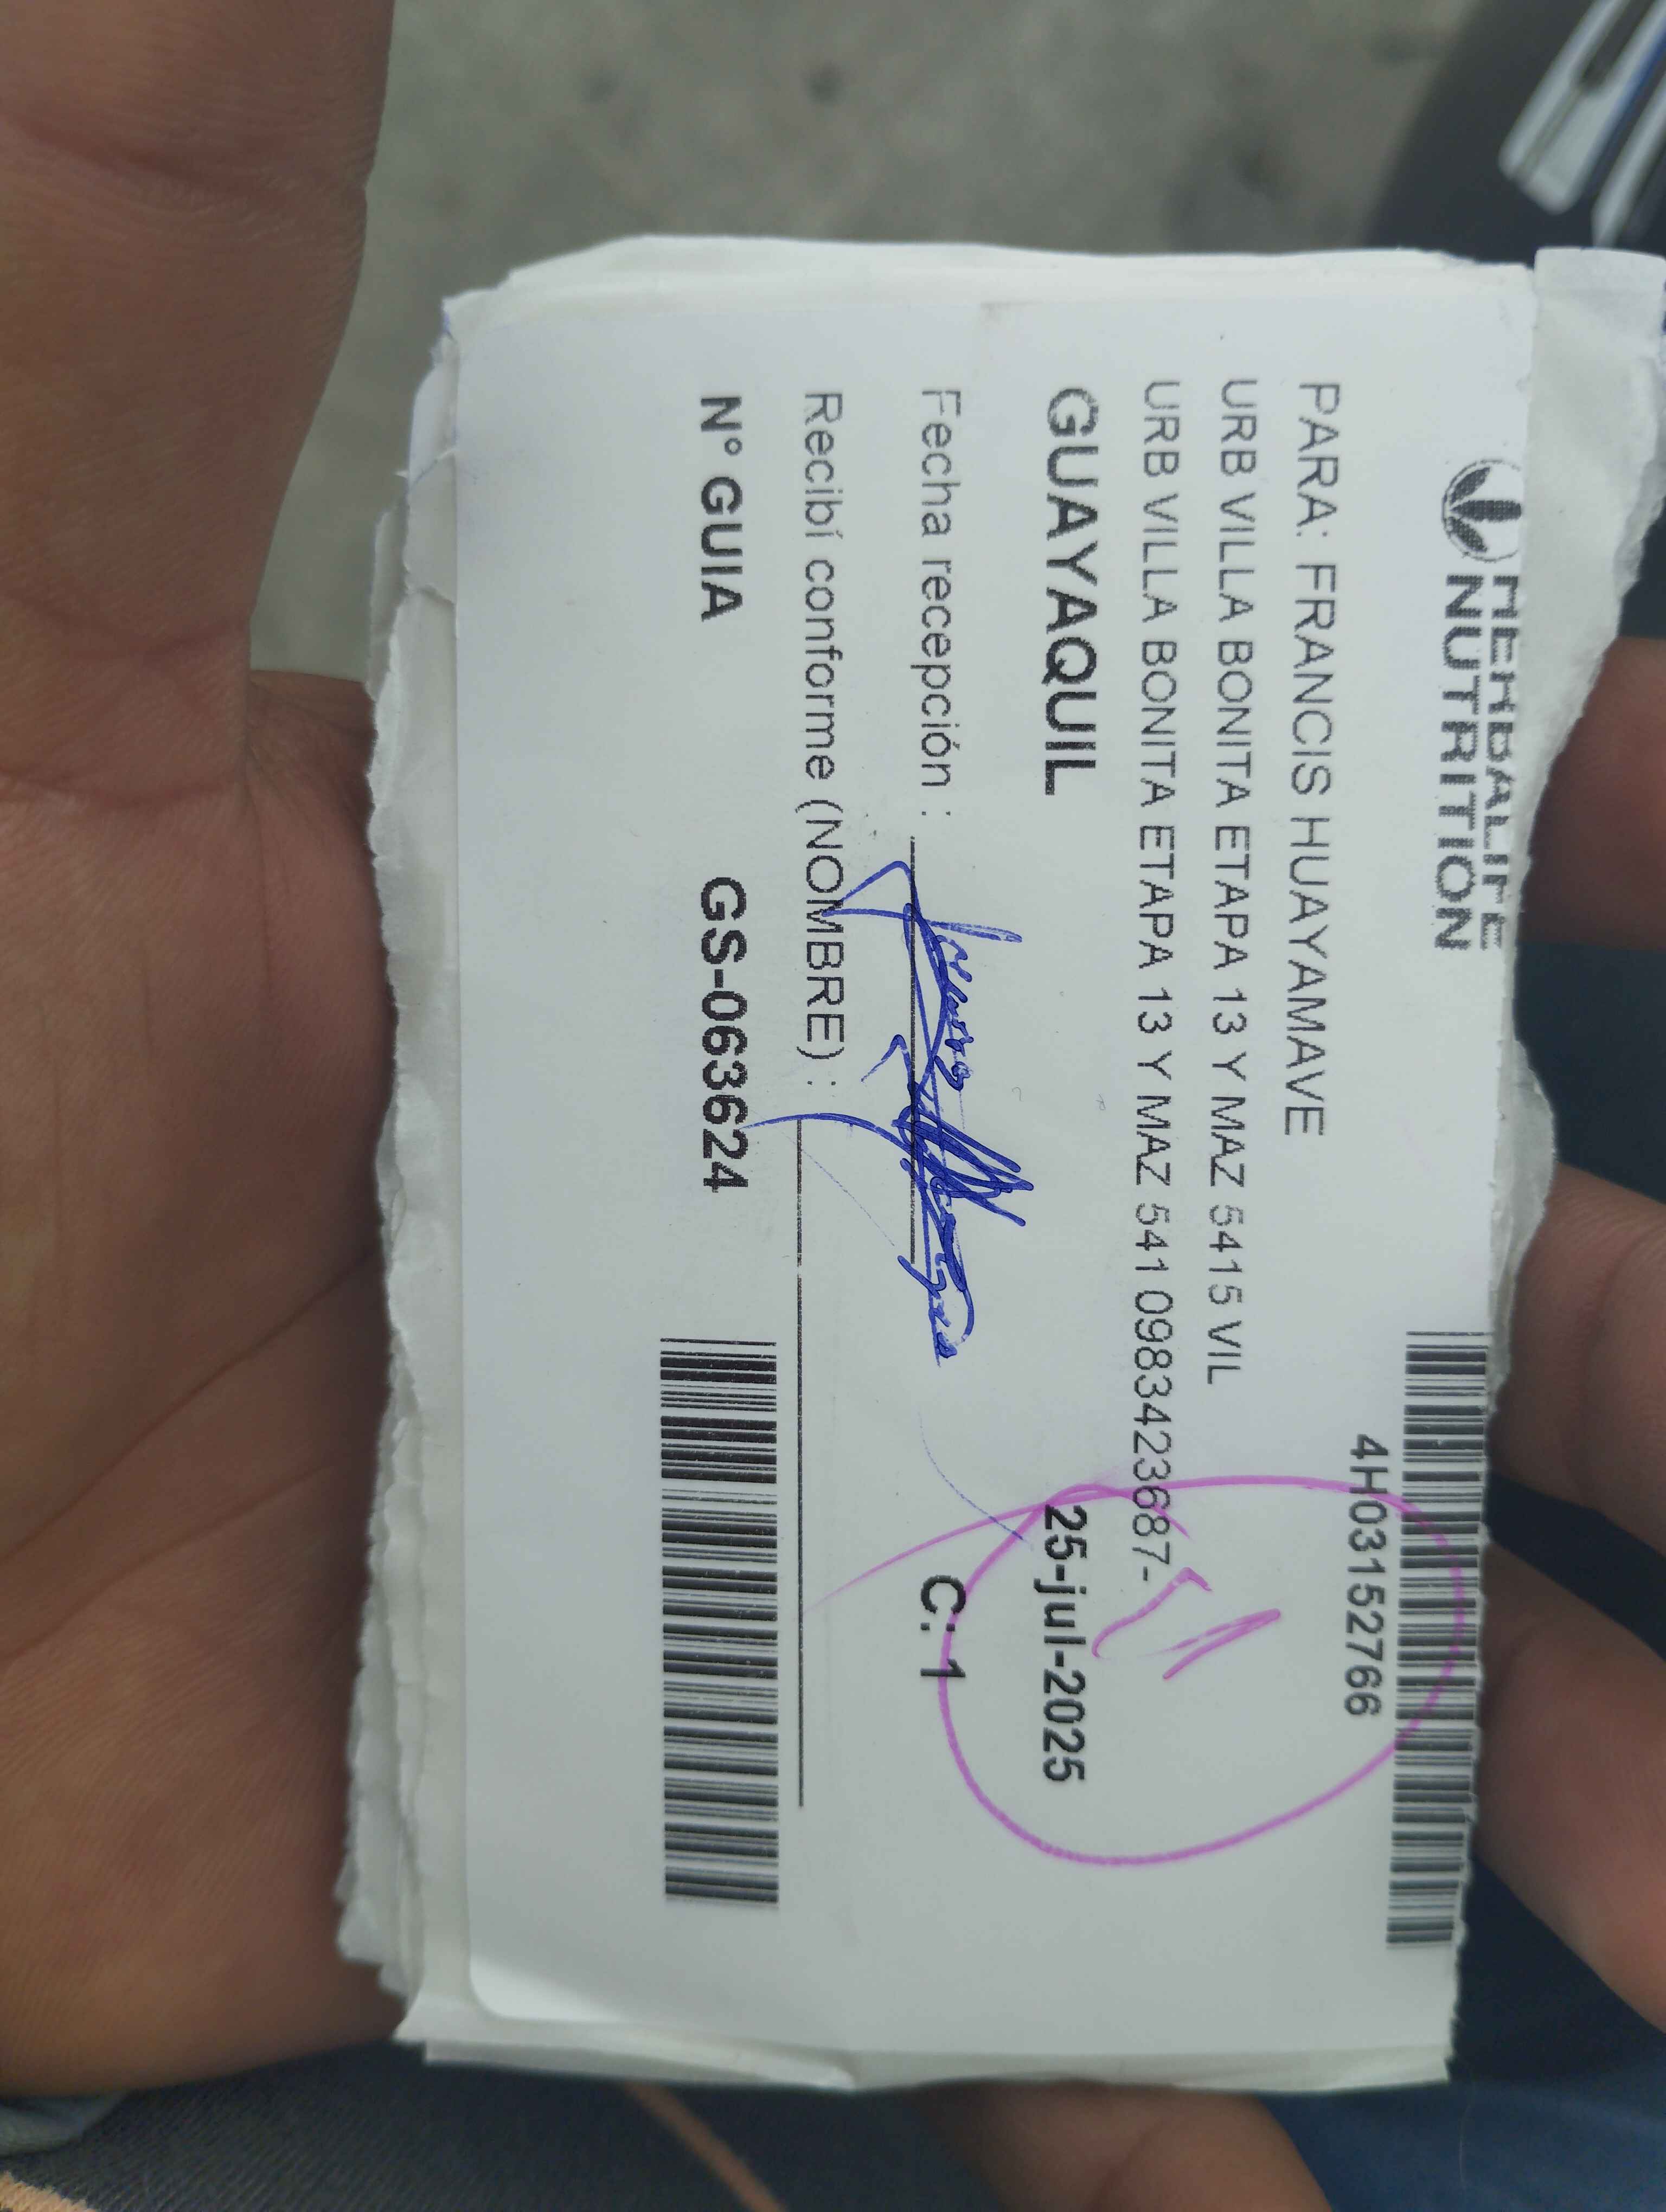 HERBALIFE
NUTRITION
4H03152766
PARA: FRANCIS HUAYAMAVE
URB VILLA BONITA ETAPA 13 Y MAZ 5415 VIL
URB VILLA BONITA ETAPA 13 Y MAZ 541 0983423687-
GUAYAQUIL 25-jul-2025
Fecha recepción : C: 1
Recibí conforme (NOMBRE) :
N° GUIA GS-063624